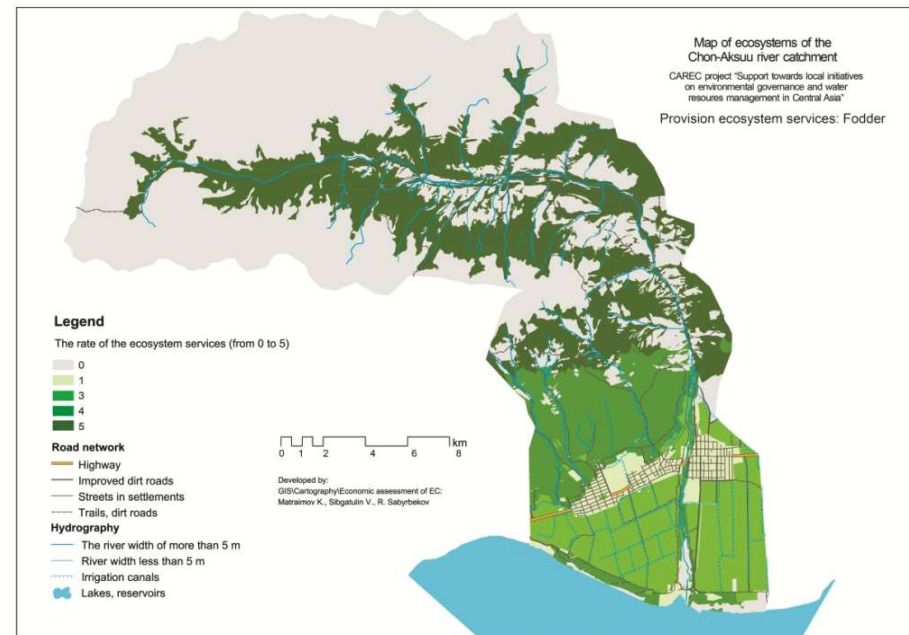 Map of ecosystems of the
Chon-Aksuu river catchment
CAREC project "Support towards local initiatives
on environmental governance and water
resoures management in Central Asia"
Provision ecosystem services: Fodder
Legend
The rate of the ecosystem services (from 0 to 5)
0
1
3
4
5
Road network
Highway
Improved dirt roads
Streets in settlements
Trails, dirt roads
Hydrography
The river width of more than 5 m
River width less than 5 m
Irrigation canals
Lakes, reservoirs
km
0 1 2 4 6 8
Developed by:
GIS\Cartography\Economic assessment of EC:
Matraimov K., Sibgatulin V., R. Sabyrbekov